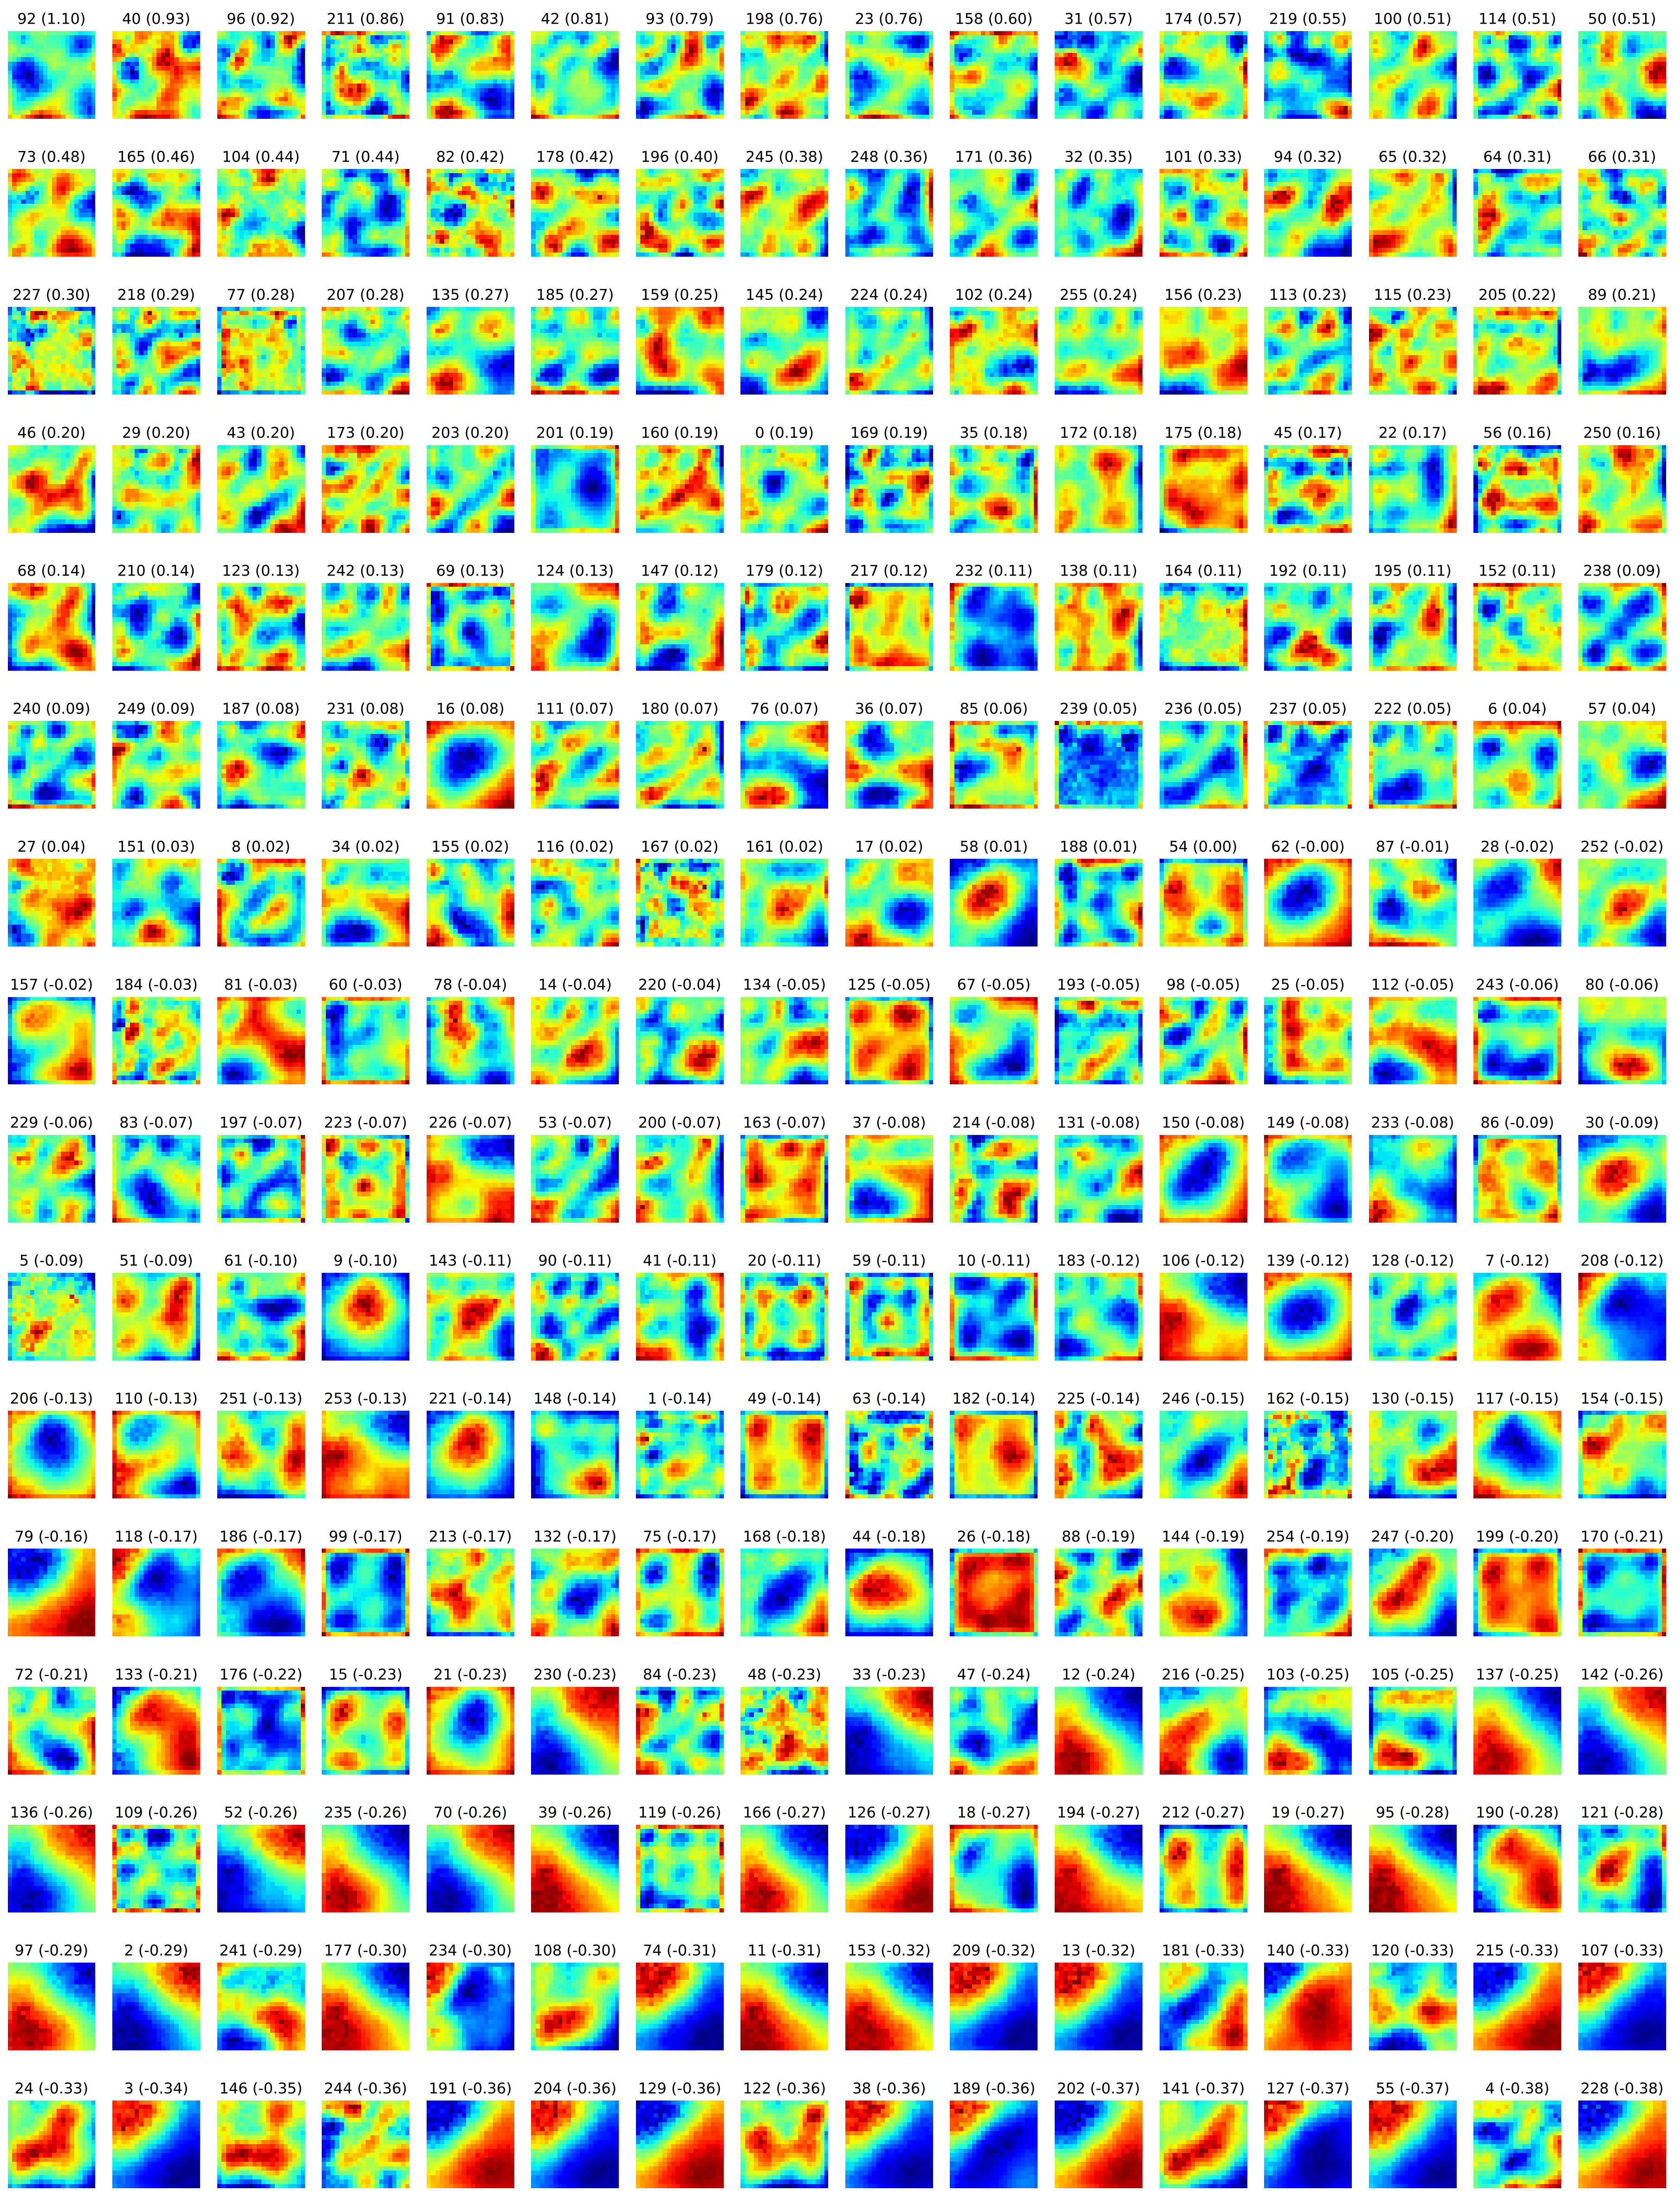 92 (1.10) 40 (0.93) 96 (0.92) 211 (0.86) 91 (0.83) 42 (0.81) 93 (0.79) 198 (0.76) 23 (0.76) 158 (0.60) 31 (0.57) 174 (0.57) 219 (0.55) 100 (0.51) 114 (0.51) 50 (0.51)
73 (0.48) 165 (0.46) 104 (0.44) 71 (0.44) 82 (0.42) 178 (0.42) 196 (0.40) 245 (0.38) 248 (0.36) 171 (0.36) 32 (0.35) 101 (0.33) 94 (0.32) 65 (0.32) 64 (0.31) 66 (0.31)
227 (0.30) 218 (0.29) 77 (0.28) 207 (0.28) 135 (0.27) 185 (0.27) 159 (0.25) 145 (0.24) 224 (0.24) 102 (0.24) 255 (0.24) 156 (0.23) 113 (0.23) 115 (0.23) 205 (0.22) 89 (0.21)
46 (0.20) 29 (0.20) 43 (0.20) 173 (0.20) 203 (0.20) 201 (0.19) 160 (0.19) 0 (0.19) 169 (0.19) 35 (0.18) 172 (0.18) 175 (0.18) 45 (0.17) 22 (0.17) 56 (0.16) 250 (0.16)
68 (0.14) 210 (0.14) 123 (0.13) 242 (0.13) 69 (0.13) 124 (0.13) 147 (0.12) 179 (0.12) 217 (0.12) 232 (0.11) 138 (0.11) 164 (0.11) 192 (0.11) 195 (0.11) 152 (0.11) 238 (0.09)
240 (0.09) 249 (0.09) 187 (0.08) 231 (0.08) 16 (0.08) 111 (0.07) 180 (0.07) 76 (0.07) 36 (0.07) 85 (0.06) 239 (0.05) 236 (0.05) 237 (0.05) 222 (0.05) 6 (0.04) 57 (0.04)
27 (0.04) 151 (0.03) 8 (0.02) 34 (0.02) 155 (0.02) 116 (0.02) 167 (0.02) 161 (0.02) 17 (0.02) 58 (0.01) 188 (0.01) 54 (0.00) 62 (-0.00) 87 (-0.01) 28 (-0.02) 252 (-0.02)
157 (-0.02) 184 (-0.03) 81 (-0.03) 60 (-0.03) 78 (-0.04) 14 (-0.04) 220 (-0.04) 134 (-0.05) 125 (-0.05) 67 (-0.05) 193 (-0.05) 98 (-0.05) 25 (-0.05) 112 (-0.05) 243 (-0.06) 80 (-0.06)
229 (-0.06) 83 (-0.07) 197 (-0.07) 223 (-0.07) 226 (-0.07) 53 (-0.07) 200 (-0.07) 163 (-0.07) 37 (-0.08) 214 (-0.08) 131 (-0.08) 150 (-0.08) 149 (-0.08) 233 (-0.08) 86 (-0.09) 30 (-0.09)
5 (-0.09) 51 (-0.09) 61 (-0.10) 9 (-0.10) 143 (-0.11) 90 (-0.11) 41 (-0.11) 20 (-0.11) 59 (-0.11) 10 (-0.11) 183 (-0.12) 106 (-0.12) 139 (-0.12) 128 (-0.12) 7 (-0.12) 208 (-0.12)
206 (-0.13) 110 (-0.13) 251 (-0.13) 253 (-0.13) 221 (-0.14) 148 (-0.14) 1 (-0.14) 49 (-0.14) 63 (-0.14) 182 (-0.14) 225 (-0.14) 246 (-0.15) 162 (-0.15) 130 (-0.15) 117 (-0.15) 154 (-0.15)
79 (-0.16) 118 (-0.17) 186 (-0.17) 99 (-0.17) 213 (-0.17) 132 (-0.17) 75 (-0.17) 168 (-0.18) 44 (-0.18) 26 (-0.18) 88 (-0.19) 144 (-0.19) 254 (-0.19) 247 (-0.20) 199 (-0.20) 170 (-0.21)
72 (-0.21) 133 (-0.21) 176 (-0.22) 15 (-0.23) 21 (-0.23) 230 (-0.23) 84 (-0.23) 48 (-0.23) 33 (-0.23) 47 (-0.24) 12 (-0.24) 216 (-0.25) 103 (-0.25) 105 (-0.25) 137 (-0.25) 142 (-0.26)
136 (-0.26) 109 (-0.26) 52 (-0.26) 235 (-0.26) 70 (-0.26) 39 (-0.26) 119 (-0.26) 166 (-0.27) 126 (-0.27) 18 (-0.27) 194 (-0.27) 212 (-0.27) 19 (-0.27) 95 (-0.28) 190 (-0.28) 121 (-0.28)
97 (-0.29) 2 (-0.29) 241 (-0.29) 177 (-0.30) 234 (-0.30) 108 (-0.30) 74 (-0.31) 11 (-0.31) 153 (-0.32) 209 (-0.32) 13 (-0.32) 181 (-0.33) 140 (-0.33) 120 (-0.33) 215 (-0.33) 107 (-0.33)
24 (-0.33) 3 (-0.34) 146 (-0.35) 244 (-0.36) 191 (-0.36) 204 (-0.36) 129 (-0.36) 122 (-0.36) 38 (-0.36) 189 (-0.36) 202 (-0.37) 141 (-0.37) 127 (-0.37) 55 (-0.37) 4 (-0.38) 228 (-0.38)